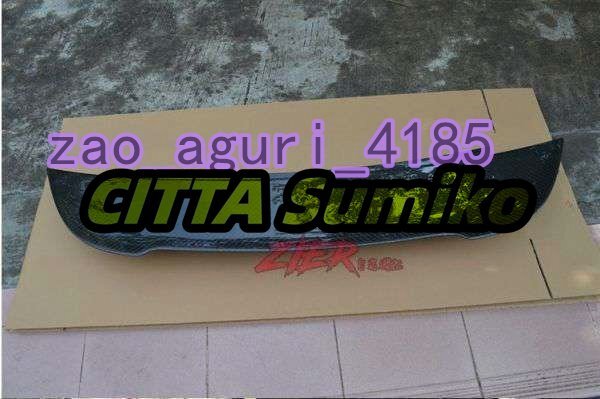 zao_aguri_4185
CITTA Sumiko
ZIER